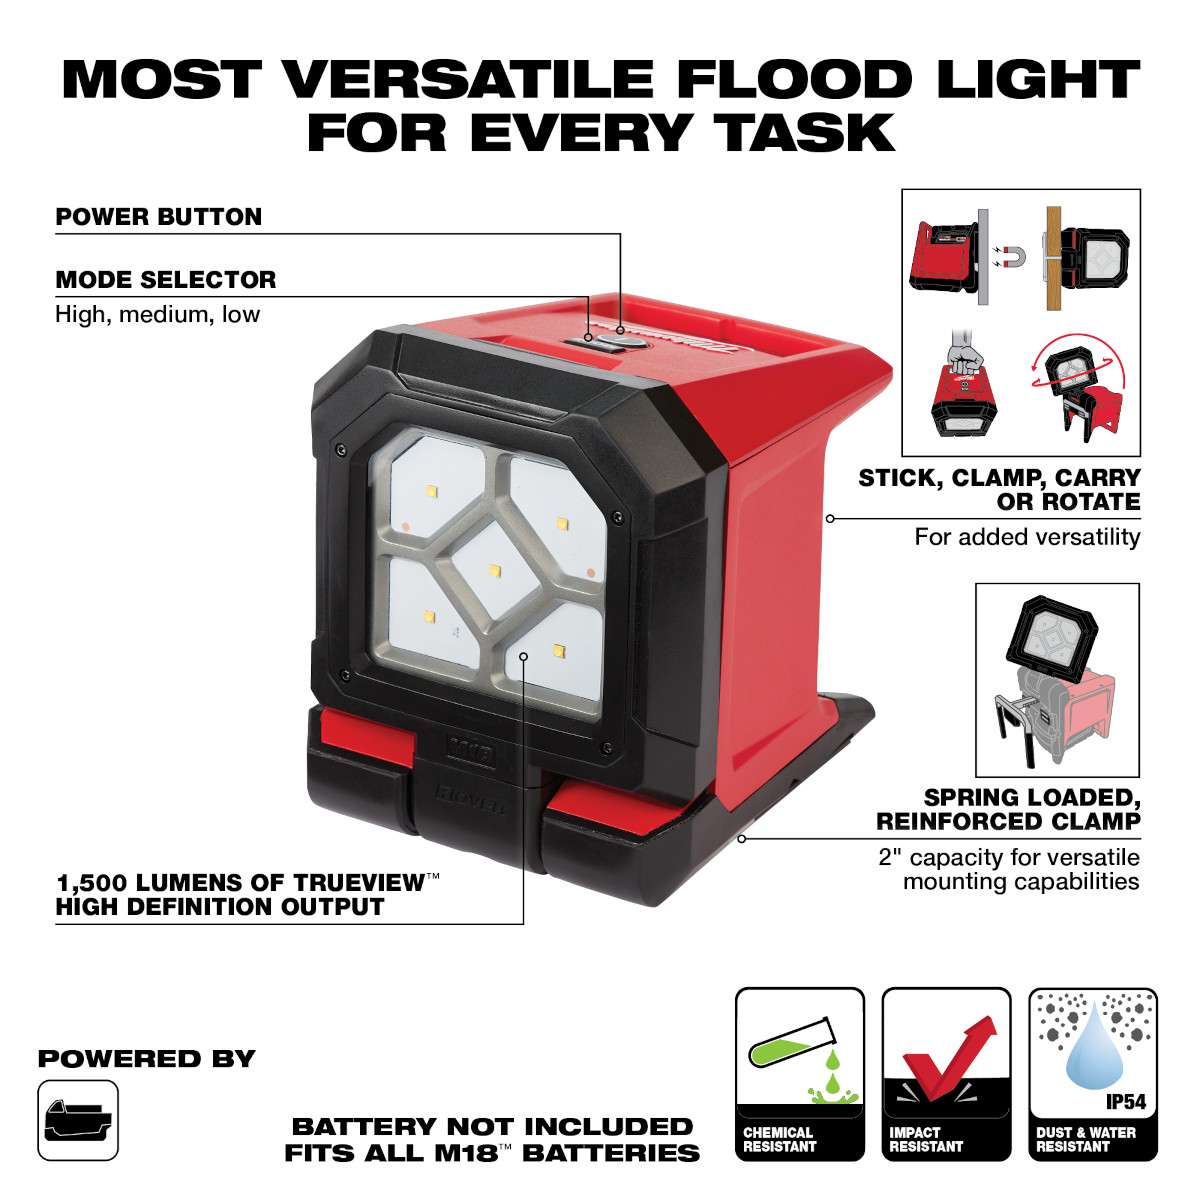 MOST VERSATILE FLOOD LIGHT
FOR EVERY TASK
POWER BUTTON
MODE SELECTOR
High, medium, low
Milwaukee
STICK, CLAMP, CARRY
OR ROTATE
For added versatility
M18
ROVER
SPRING LOADED,
REINFORCED CLAMP
2" capacity for versatile
mounting capabilities
1,500 LUMENS OF TRUEVIEW™
HIGH DEFINITION OUTPUT
POWERED BY
BATTERY NOT INCLUDED
FITS ALL M18™ BATTERIES
CHEMICAL
RESISTANT
IMPACT
RESISTANT
IP54
DUST & WATER
RESISTANT